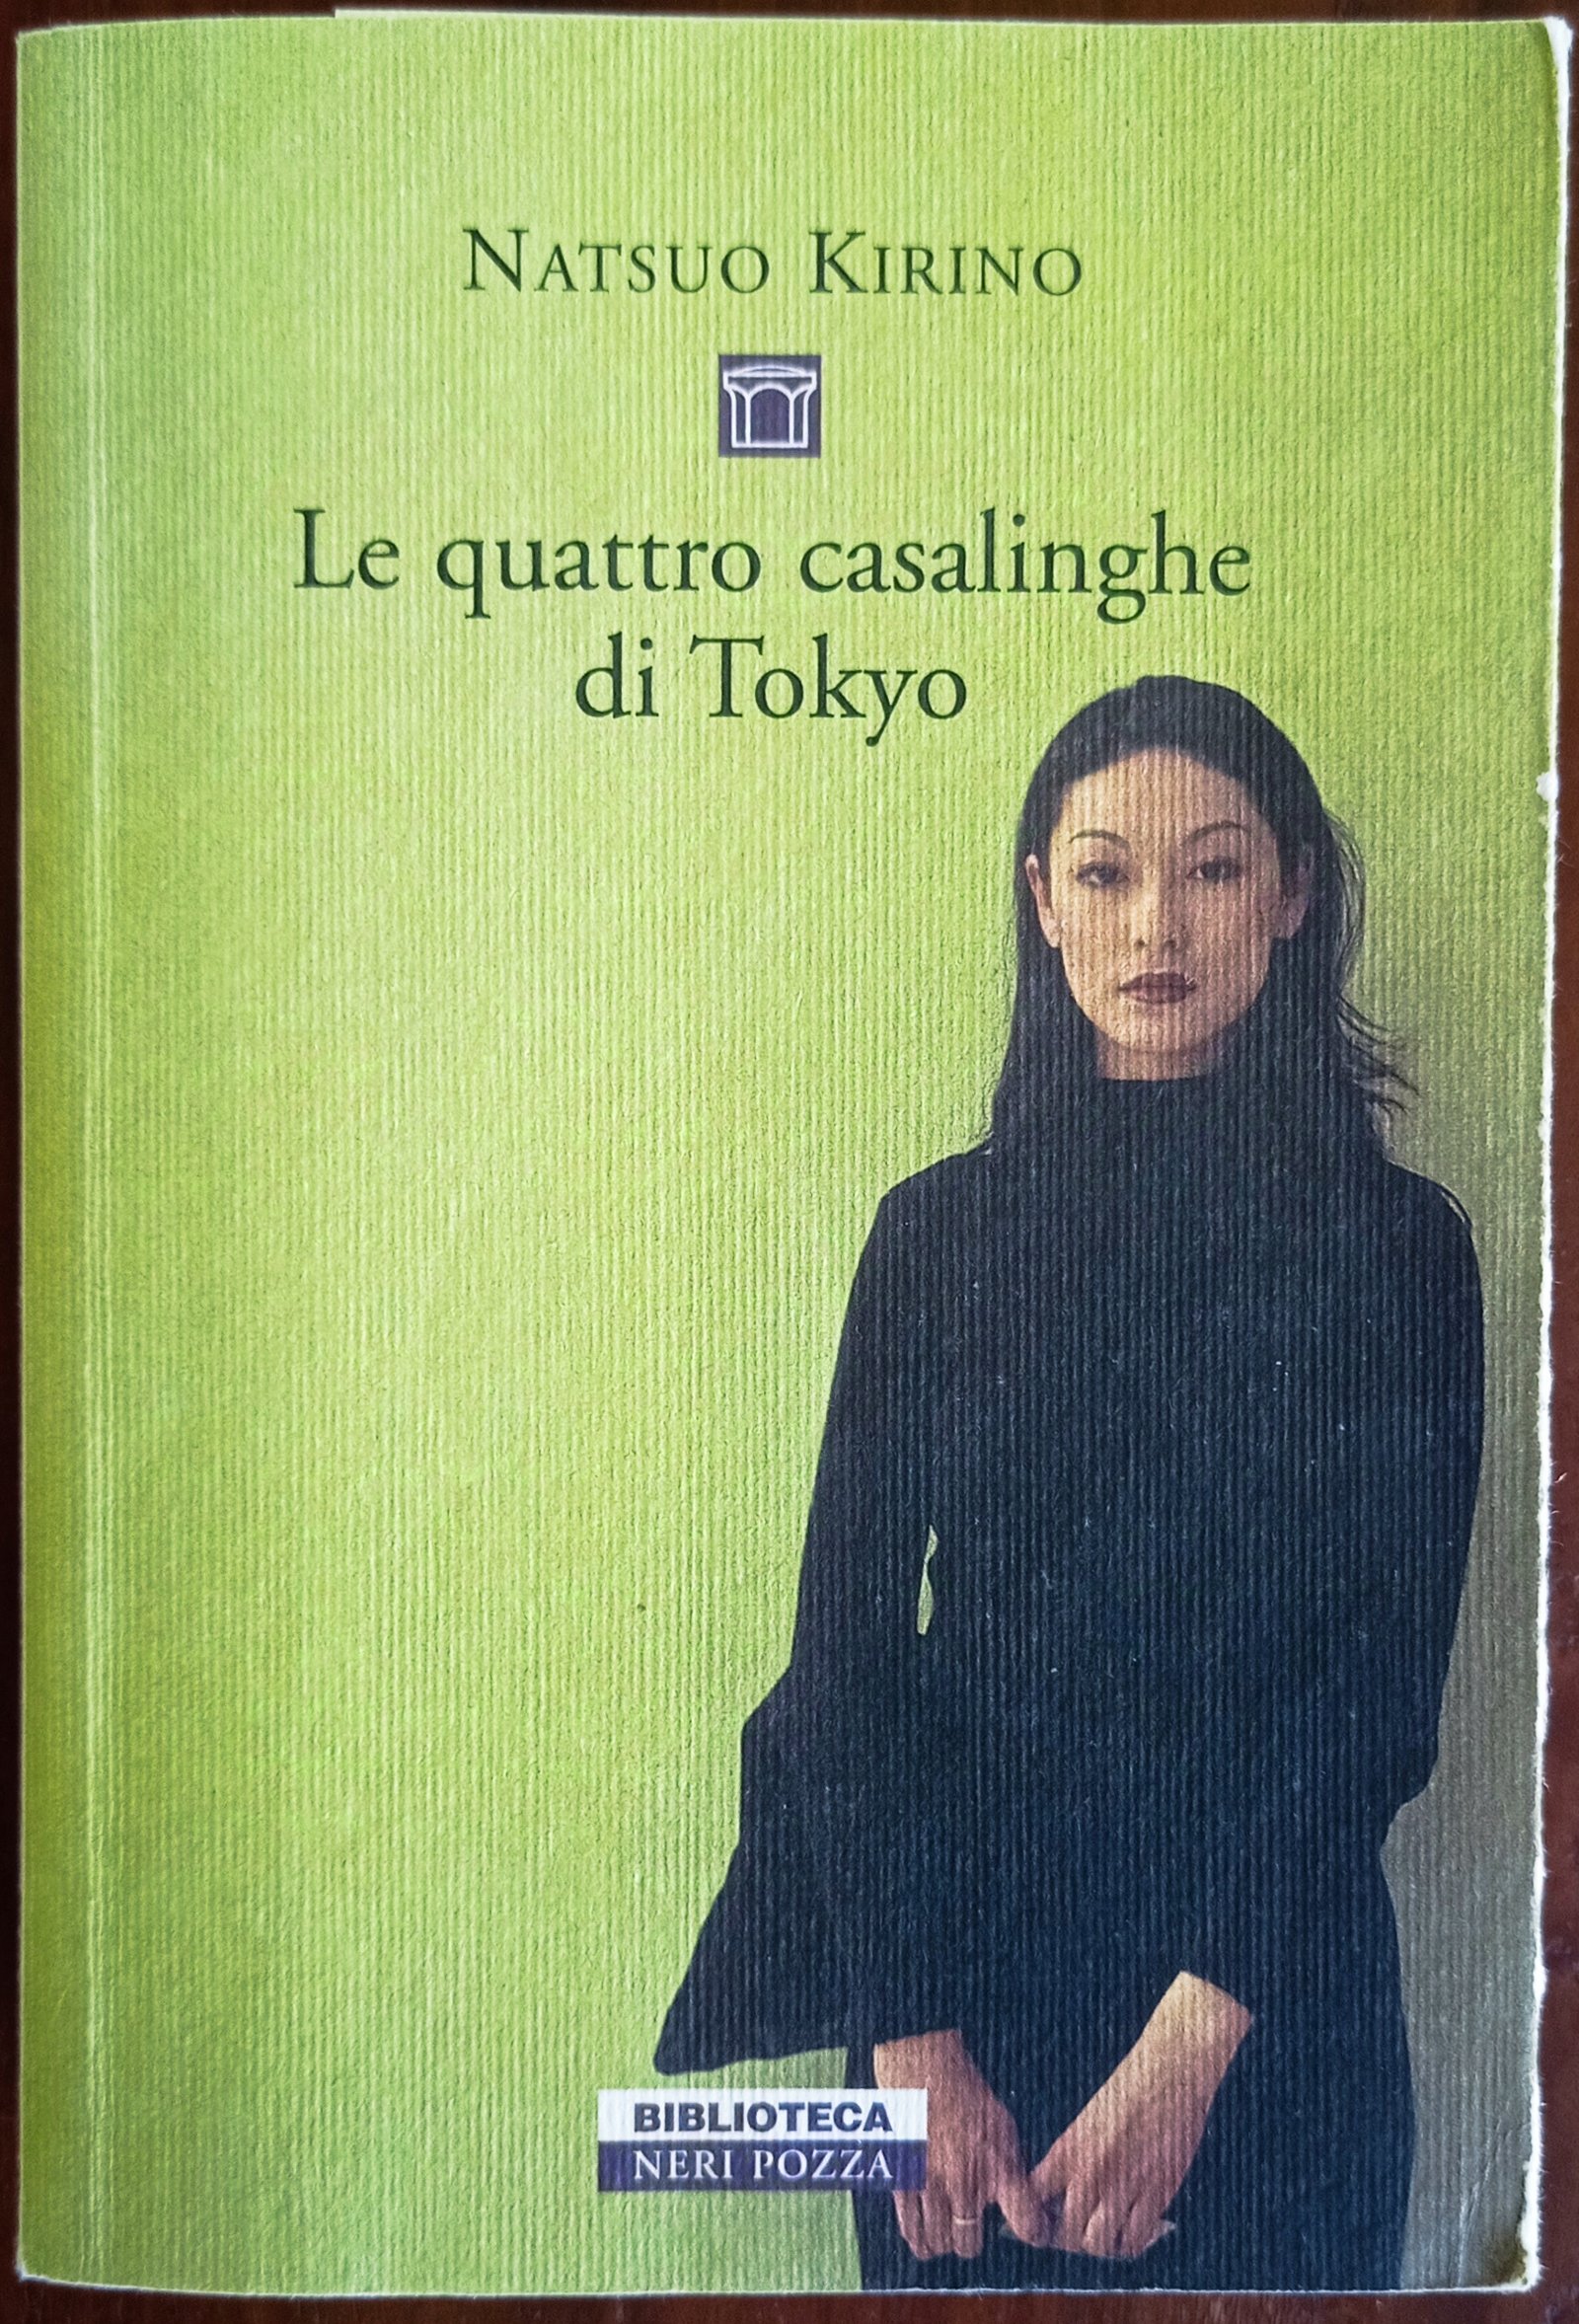 NATSUO KIRINO
Le quattro casalinghe
di Tokyo
BIBLIOTECA
NERI POZZA